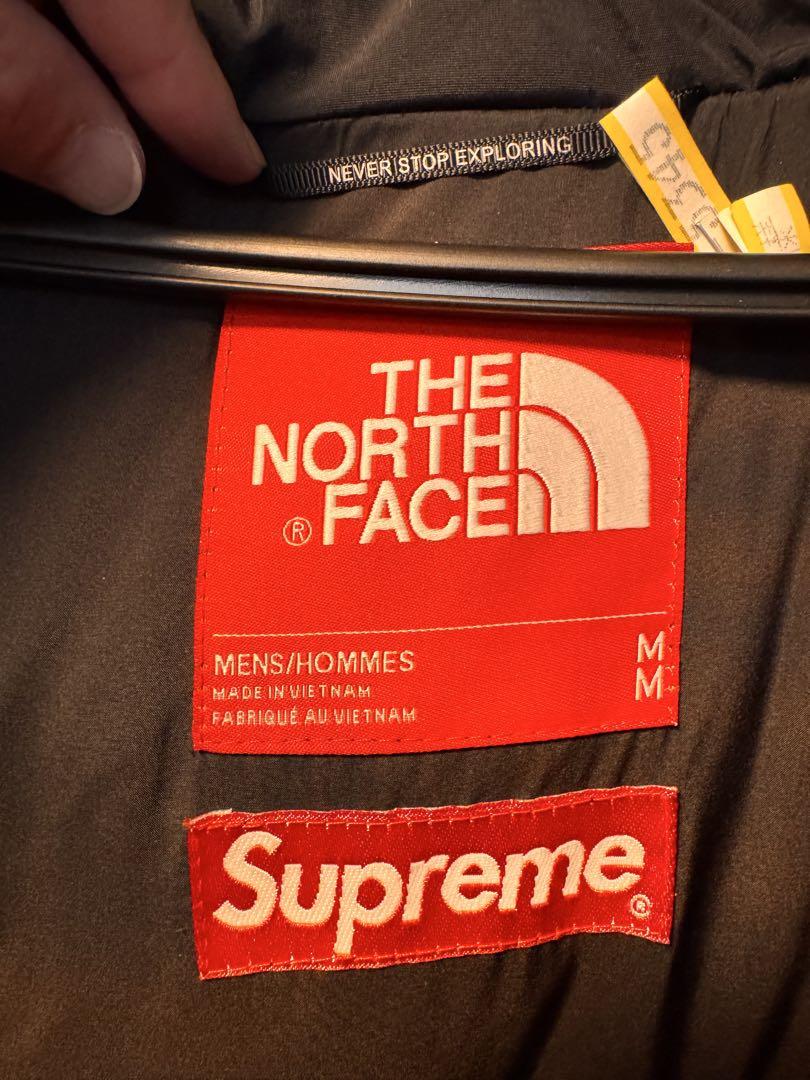 NEVER STOP EXPLORING
THE
NORTH
® FACE
MENS/HOMMES
M
MADE IN VIETNAM
M
FABRIQUÉ AU VIETNAM
Supreme®